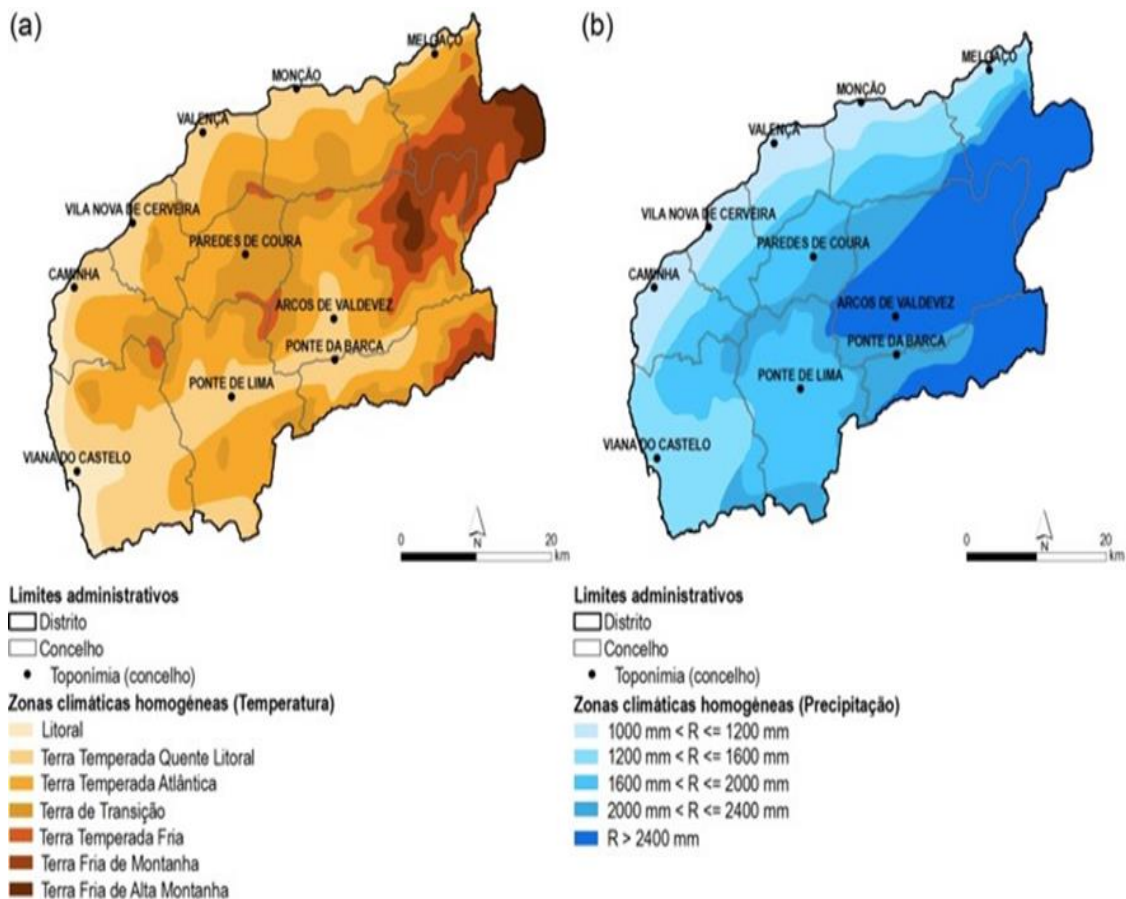 (a)
MELGAÇO
MONÇÃO
VALENÇA
VILA NOVA DE CERVEIRA
PAREDES DE COURA
CAMINHA
ARCOS DE VALDEVEZ
PONTE DA BARCA
PONTE DE LIMA
VIANA DO CASTELO
0 N 20
km
Limites administrativos
Distrito
Concelho
Toponímia (concelho)
Zonas climáticas homogéneas (Temperatura)
Litoral
Terra Temperada Quente Litoral
Terra Temperada Atlântica
Terra de Transição
Terra Temperada Fria
Terra Fria de Montanha
Terra Fria de Alta Montanha
(b)
MELGAÇO
MONÇÃO
VALENÇA
VILA NOVA DE CERVEIRA
PAREDES DE COURA
CAMINHA
ARCOS DE VALDEVEZ
PONTE DA BARCA
PONTE DE LIMA
VIANA DO CASTELO
0 N 20
km
Limites administrativos
Distrito
Concelho
Toponímia (concelho)
Zonas climáticas homogéneas (Precipitação)
1000 mm < R <= 1200 mm
1200 mm < R <= 1600 mm
1600 mm < R <= 2000 mm
2000 mm < R <= 2400 mm
R > 2400 mm